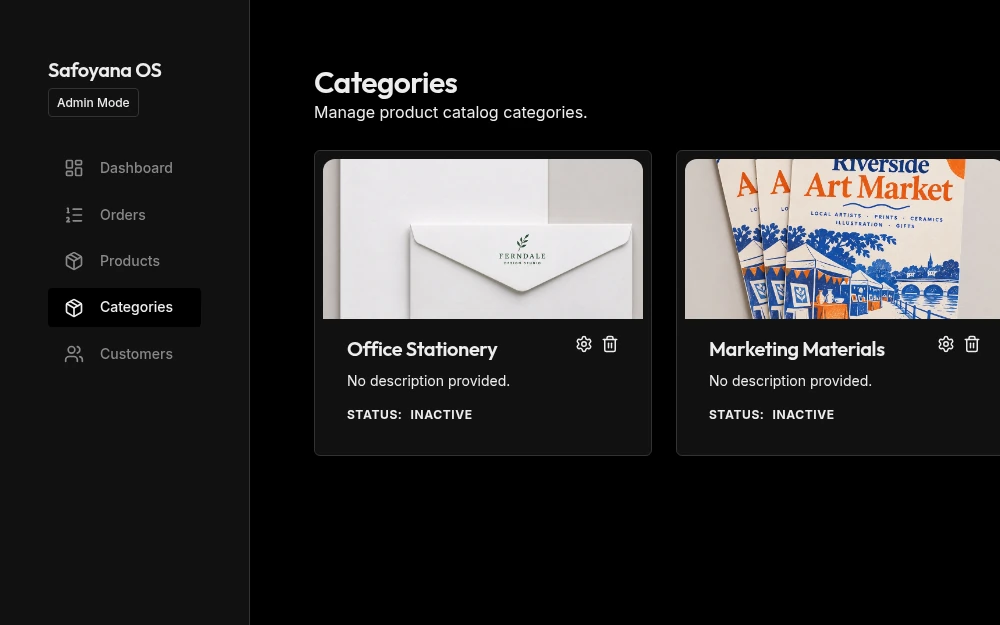 Safoyana OS
Admin Mode
Dashboard
Orders
Products
Categories
Customers
Categories
Manage product catalog categories.
FERNDALE
DESIGN STUDIO
Riverside
Art Market
LOCAL ARTISTS · PRINTS · CERAMICS
ILLUSTRATION · GIFTS
Office Stationery
No description provided.
STATUS: INACTIVE
Marketing Materials
No description provided.
STATUS: INACTIVE